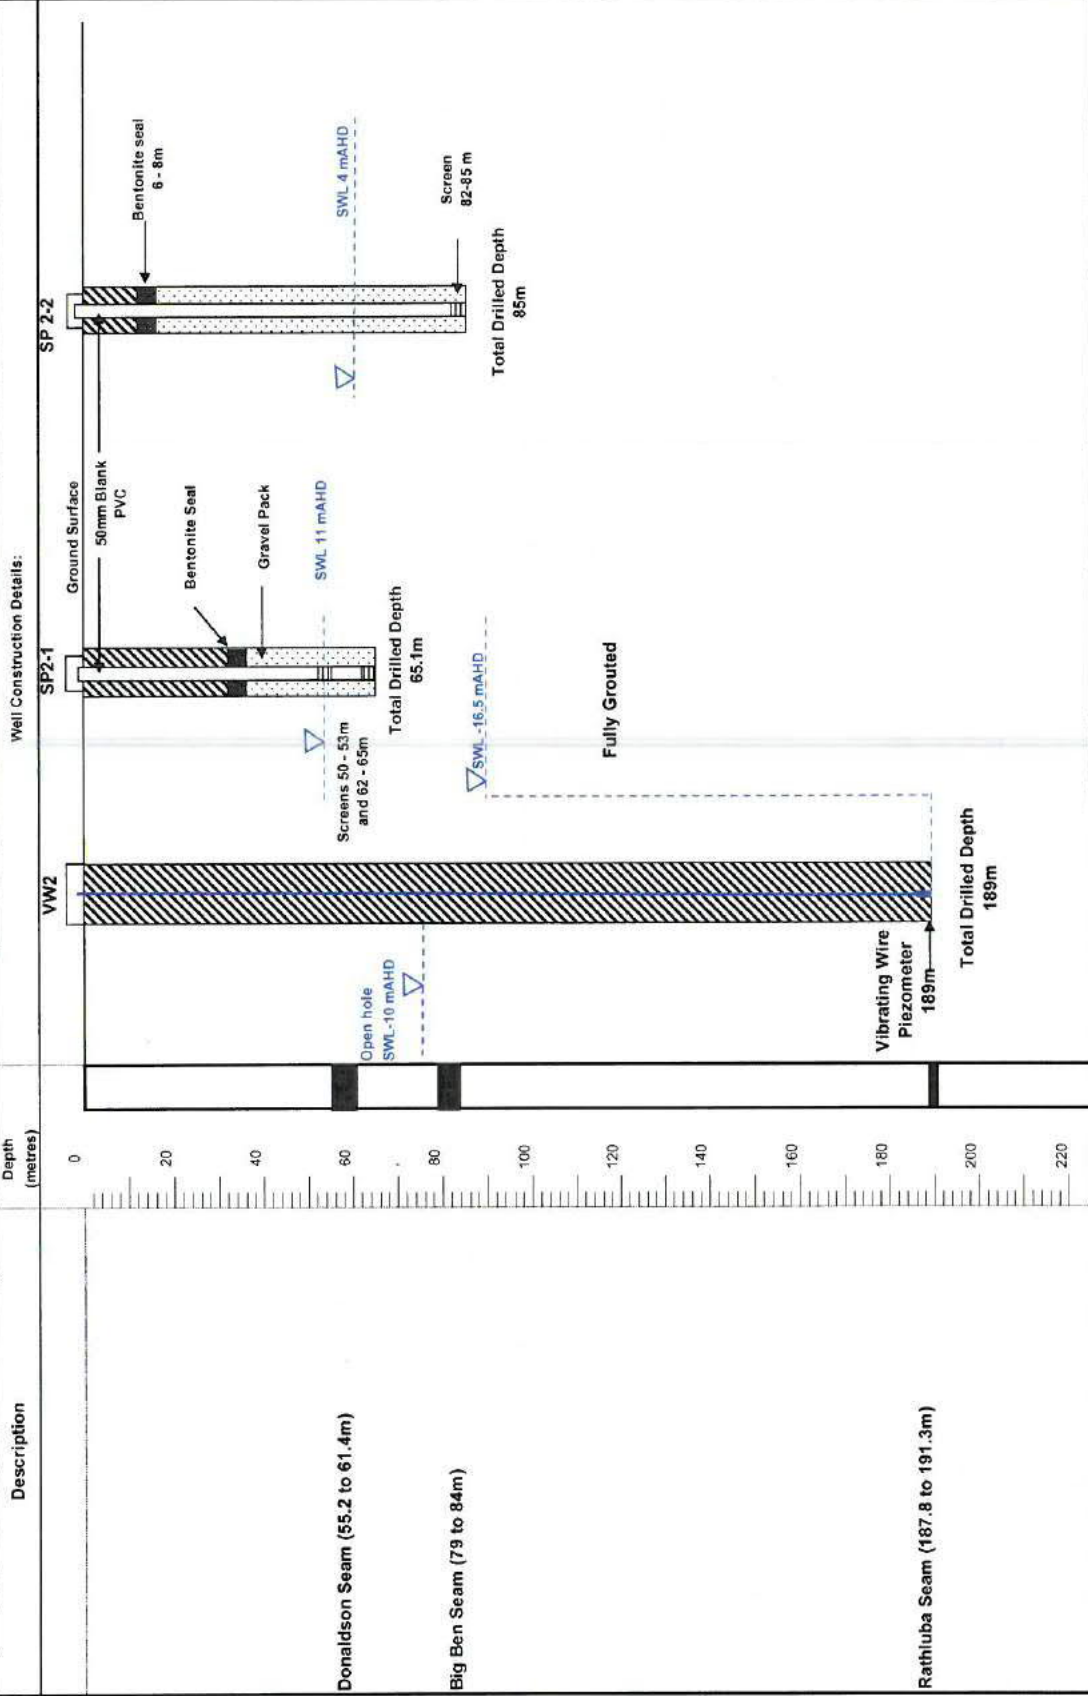 Description
Depth
(metres)
Well Construction Details:
VW2
SP2-1
SP 2-2
Ground Surface
0
20
40
60
80
100
120
140
160
180
200
220
50mm Blank
PVC
Bentonite seal
6 - 8m
Bentonite Seal
Gravel Pack
SWL 11 mAHD
SWL 4 mAHD
Screen
82-85 m
Screens 50 - 53m
and 62 - 65m
Total Drilled Depth
65.1m
Total Drilled Depth
85m
Open hole
SWL-10 mAHD
SWL -16.5 mAHD
Fully Grouted
Vibrating Wire
Piezometer
189m
Total Drilled Depth
189m
Donaldson Seam (55.2 to 61.4m)
Big Ben Seam (79 to 84m)
Rathluba Seam (187.8 to 191.3m)